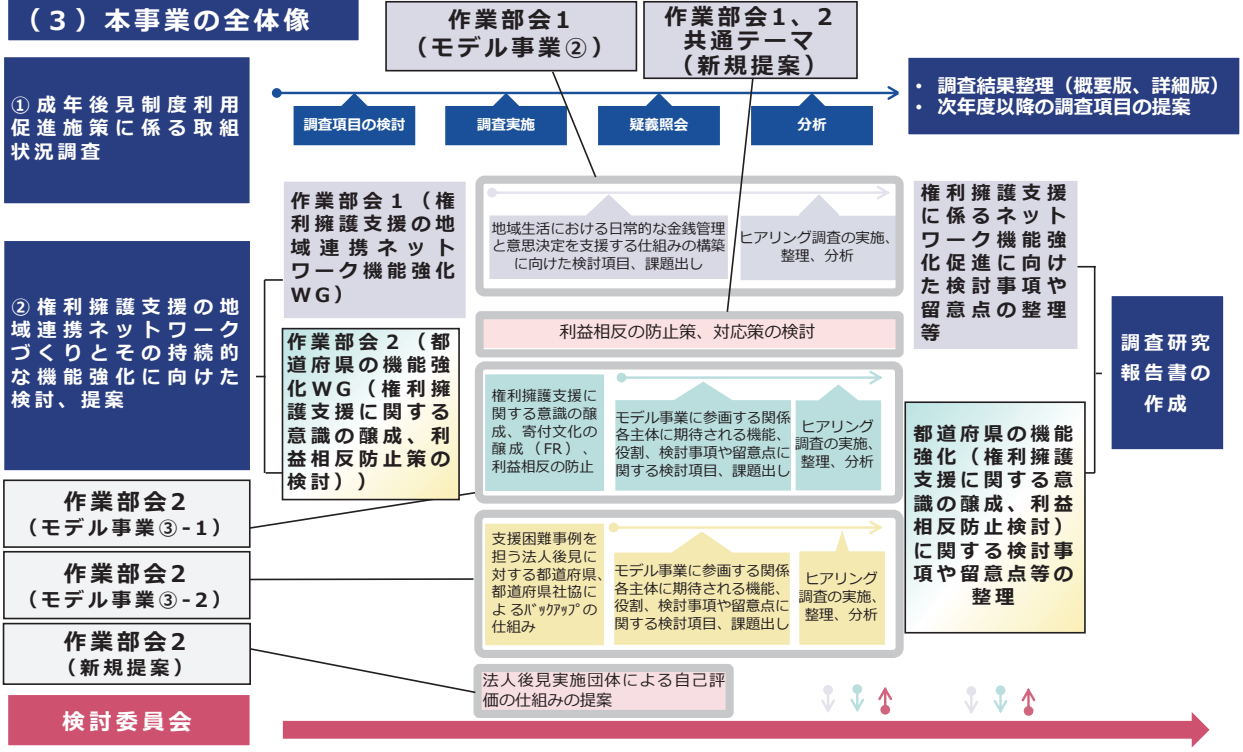 （３）本事業の全体像
作業部会1
（モデル事業②）
作業部会1、2
共通テーマ
（新規提案）
①成年後見制度利用
促進施策に係る取組
状況調査
調査項目の検討
調査実施
疑義照会
分析
・ 調査結果整理（概要版、詳細版）
・ 次年度以降の調査項目の提案
②権利擁護支援の地
域連携ネットワーク
づくりとその持続的
な機能強化に向けた
検討、提案
作業部会１（権
利擁護支援の地
域連携ネット
ワーク機能強化
WG）
地域生活における日常的な金銭管理
と意思決定を支援する仕組みの構築
に向けた検討項目、課題出し
ヒアリング調査の実施、
整理、分析
権利擁護支援
に係るネット
ワーク機能強
化促進に向け
た検討事項や
留意点の整理
等
利益相反の防止策、対応策の検討
作業部会２（都
道府県の機能強
化WG（権利擁
護支援に関する
意識の醸成、利
益相反防止策の
検討））
権利擁護支援に
関する意識の醸
成、寄付文化の
醸成（FR）、
利益相反の防止
モデル事業に参画する関係
各主体に期待される機能、
役割、検討事項や留意点に
関する検討項目、課題出し
ヒアリング
調査の実施、
整理、分析
都道府県の機能
強化（権利擁護
支援に関する意
識の醸成、利益
相反防止検討）
に関する検討事
項や留意点等の
整理
調査研究
報告書の
作成
作業部会2
（モデル事業③-1）
作業部会2
（モデル事業③-2）
作業部会2
（新規提案）
支援困難事例を
担う法人後見に
対する都道府県、
都道府県社協に
よるﾊﾞｯｸｱｯﾌﾟの
仕組み
モデル事業に参画する関係
各主体に期待される機能、
役割、検討事項や留意点に
関する検討項目、課題出し
ヒアリング
調査の実施、
整理、分析
法人後見実施団体による自己評
価の仕組みの提案
検討委員会